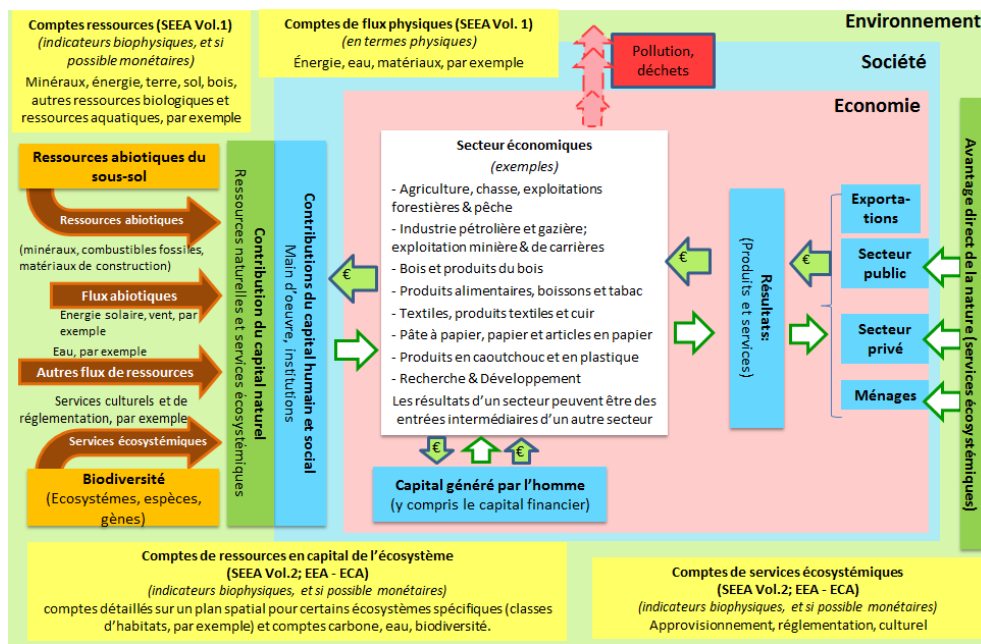 Comptes ressources (SEEA Vol.1)
(indicateurs biophysiques, et si
possible monétaires)
Minéraux, énergie, terre, sol, bois,
autres ressources biologiques et
ressources aquatiques, par exemple
Comptes de flux physiques (SEEA Vol. 1)
(en termes physiques)
Énergie, eau, matériaux, par exemple
Pollution,
déchets
Environnement
Société
Economie
Ressources abiotiques du
sous-sol
Ressources abiotiques
(minéraux, combustibles fossiles,
matériaux de construction)
Flux abiotiques
Energie solaire, vent, par
exemple
Eau, par exemple
Autres flux de ressources
Services culturels et de
réglementation, par exemple
Services écosystémiques
Biodiversité
(Ecosystémes, espèces,
gènes)
Contribution du capital naturel
Ressources naturelles et services écosystémiques
Contributions du capital humain et social
Main d'oeuvre, institutions
€
Secteur économiques
(exemples)
- Agriculture, chasse, exploitations
forestières & pêche
- Industrie pétrolière et gazière;
exploitation minière & de carrières
- Bois et produits du bois
- Produits alimentaires, boissons et tabac
- Textiles, produits textiles et cuir
- Pâte à papier, papier et articles en papier
- Produits en caoutchouc et en plastique
- Recherche & Développement
Les résultats d'un secteur peuvent être des
entrées intermédiaires d'un autre secteur
€
€
Capital généré par l'homme
(y compris le capital financier)
€
Résultats:
(Produits et services)
€
Exporta-
tions
Secteur
public
Secteur
privé
Ménages
Avantage direct de la nature (services écosystémiques)
Comptes de ressources en capital de l'écosystème
(SEEA Vol.2; EEA - ECA)
(indicateurs biophysiques, et si possible monétaires)
comptes détaillés sur un plan spatial pour certains écosystèmes spécifiques (classes
d'habitats, par exemple) et comptes carbone, eau, biodiversité.
Comptes de services écosystémiques
(SEEA Vol.2; EEA - ECA)
(indicateurs biophysiques, et si possible monétaires)
Approvisionnement, réglementation, culturel